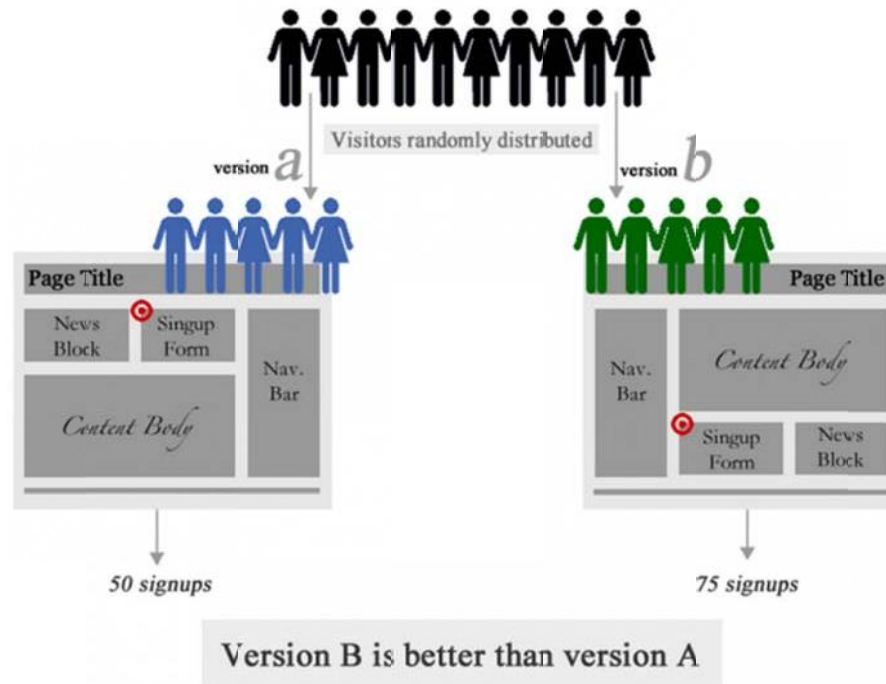 Visitors randomly distributed
version a
version b
Page Title
News
Block
Singup
Form
Nav.
Bar
Content Body
50 signups
Page Title
Nav.
Bar
Content Body
Singup
Form
News
Block
75 signups
Version B is better than version A